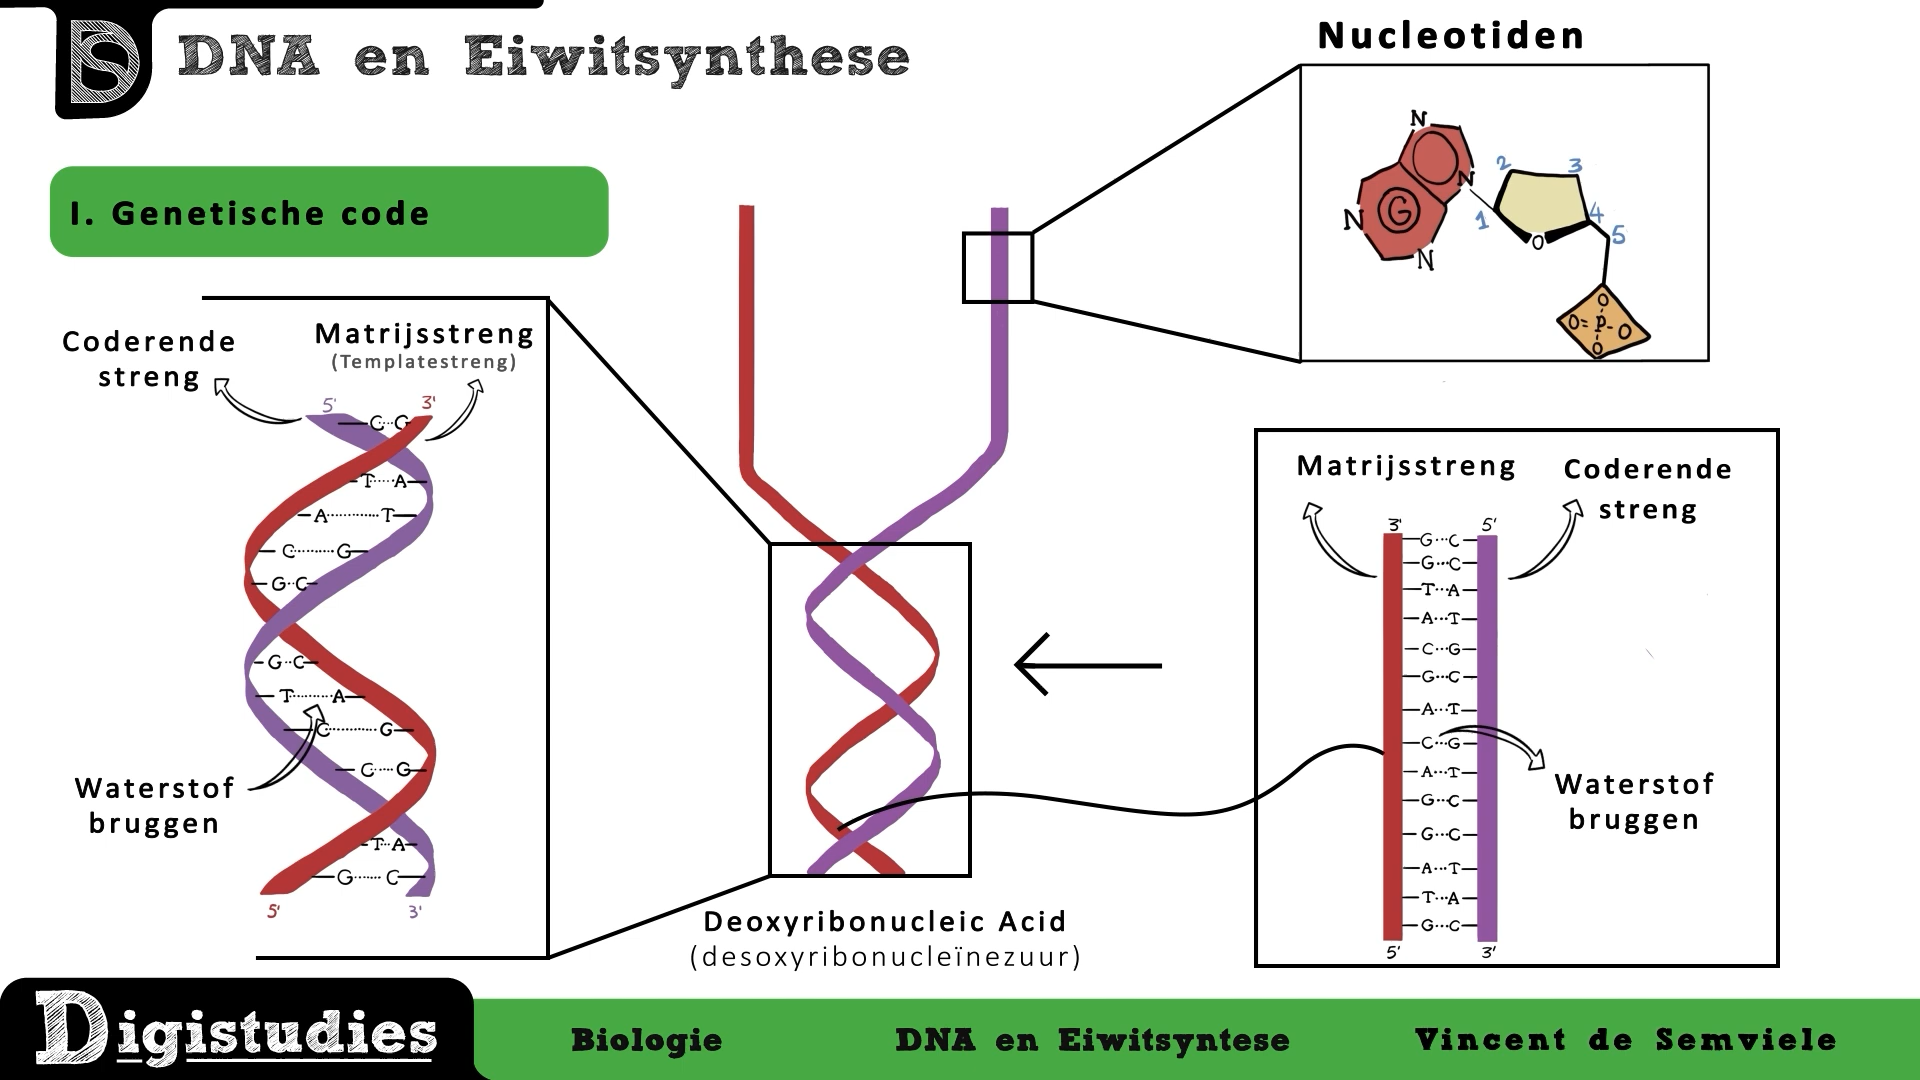 DS DNA en Eiwitsynthese
I. Genetische code
Nucleotiden
N
N
G
N
N
2
3
1
4
5
O
O
O=P-O
O
Coderende
streng
Matrijsstreng
(Templatestreng)
5' 3'
C G
T A
A T
C G
G C
G C
T A
C G
C G
T A
G C
5' 3'
Waterstof
bruggen
Deoxyribonucleic Acid
(desoxyribonucleïnezuur)
Matrijsstreng
Coderende
streng
3' 5'
G C
G C
T A
A T
C G
G C
A T
C G
A T
G C
G C
A T
T A
G C
5' 3'
Waterstof
bruggen
Digistudies
Biologie DNA en Eiwitsyntese Vincent de Semviele